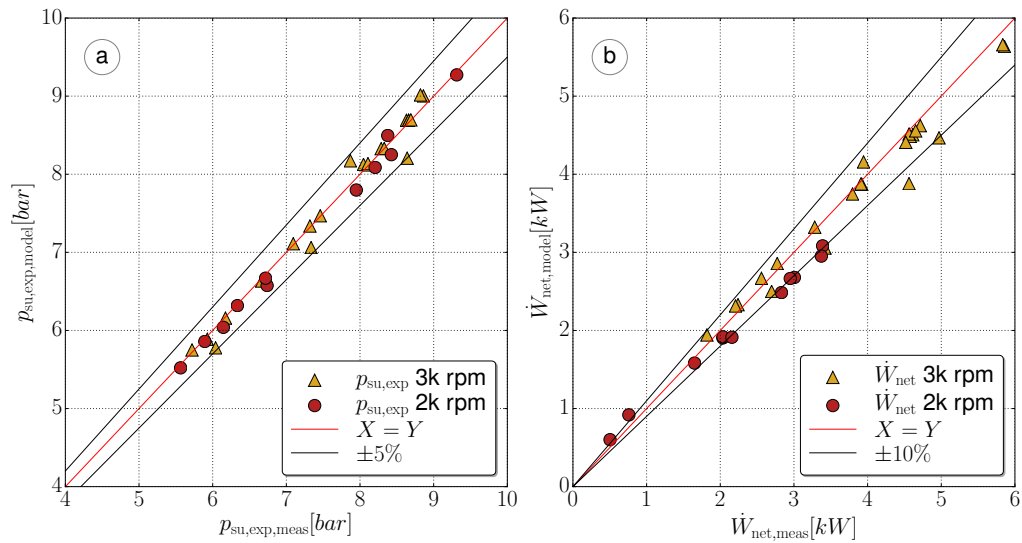 a
p_su,exp,model[bar]
10
9
8
7
6
5
4
4 5 6 7 8 9 10
p_su,exp,meas[bar]
p_su,exp 3k rpm
p_su,exp 2k rpm
X = Y
±5%
b
Ẇ_net,model[kW]
6
5
4
3
2
1
0
0 1 2 3 4 5 6
Ẇ_net,meas[kW]
Ẇ_net 3k rpm
Ẇ_net 2k rpm
X = Y
±10%